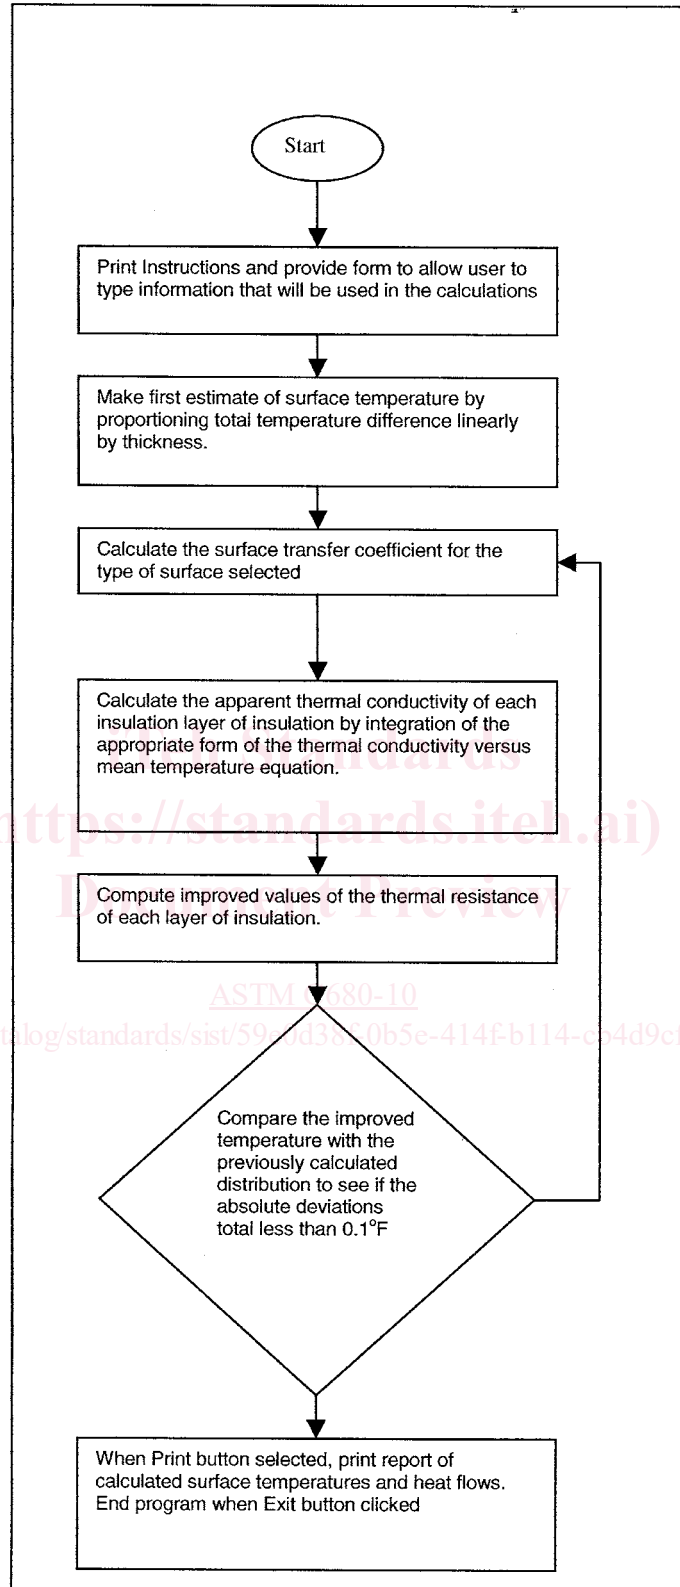 Start
Print Instructions and provide form to allow user to
type information that will be used in the calculations
Make first estimate of surface temperature by
proportioning total temperature difference linearly
by thickness.
Calculate the surface transfer coefficient for the
type of surface selected
Calculate the apparent thermal conductivity of each
insulation layer of insulation by integration of the
appropriate form of the thermal conductivity versus
mean temperature equation.
iTeh Standards
(https://standards.iteh.ai)
Document Preview
Compute improved values of the thermal resistance
of each layer of insulation.
ASTM C680-10
Compare the improved
temperature with the
previously calculated
distribution to see if the
absolute deviations
total less than 0.1°F
When Print button selected, print report of
calculated surface temperatures and heat flows.
End program when Exit button clicked